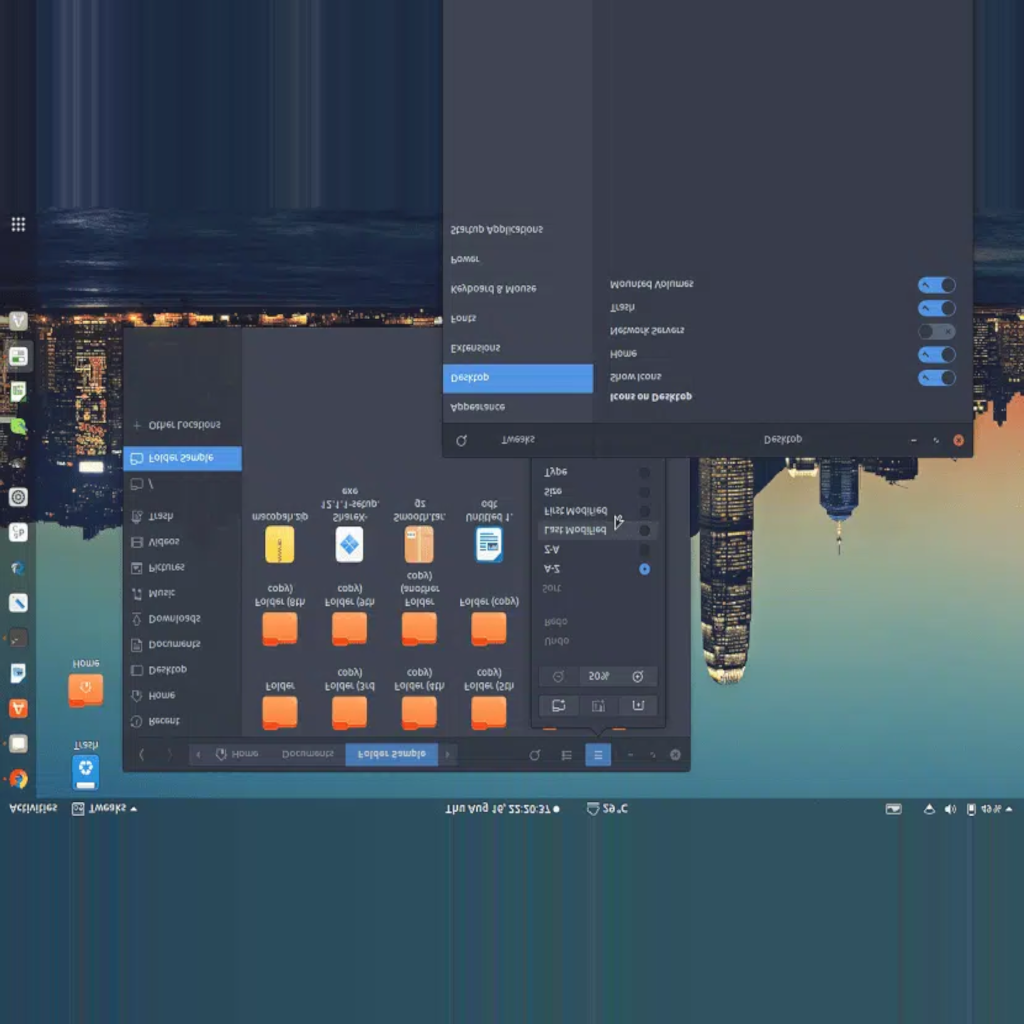 Activities
Tweaks
Thu Aug 16, 22:20:37
29°C
49 %
Trash
Home
Home
Documents
Folder Sample
Recent
Home
Desktop
Documents
Downloads
Music
Pictures
Videos
Trash
/
Folder Sample
Other Locations
Folder
Folder (3rd
copy)
Folder (4th
copy)
Folder (5th
copy)
Folder (6th
copy)
Folder (9th
copy)
Folder
(another
copy)
Folder (copy)
macopah.zip
ShareX-
12.1.1-setup.
exe
Smooth.tar.
gz
Untitled 1.
odt
50%
Undo
Redo
Sort
A-Z
Z-A
Last Modified
First Modified
Size
Type
Tweaks
Desktop
Appearance
Desktop
Extensions
Fonts
Keyboard & Mouse
Power
Startup Applications
Icons on Desktop
Show Icons
Home
Network Servers
Trash
Mounted Volumes